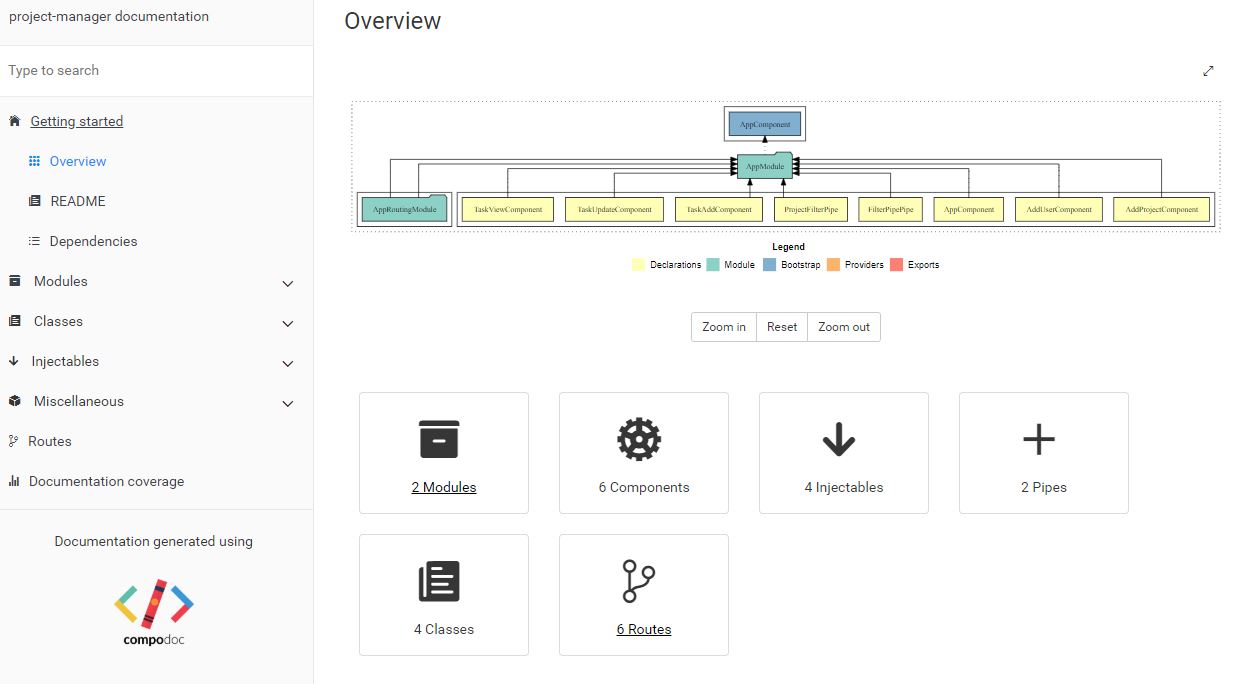 project-manager documentation
Type to search
Getting started
Overview
README
Dependencies
Modules
Classes
Injectables
Miscellaneous
Routes
Documentation coverage
Documentation generated using
compodoc
Overview
AppComponent
AppModule
AppRoutingModule TaskViewComponent TaskUpdateComponent TaskAddComponent ProjectFilterPipe FilterPipePipe AppComponent AddUserComponent AddProjectComponent
Legend
Declarations Module Bootstrap Providers Exports
Zoom in Reset Zoom out
2 Modules 6 Components 4 Injectables 2 Pipes
4 Classes 6 Routes